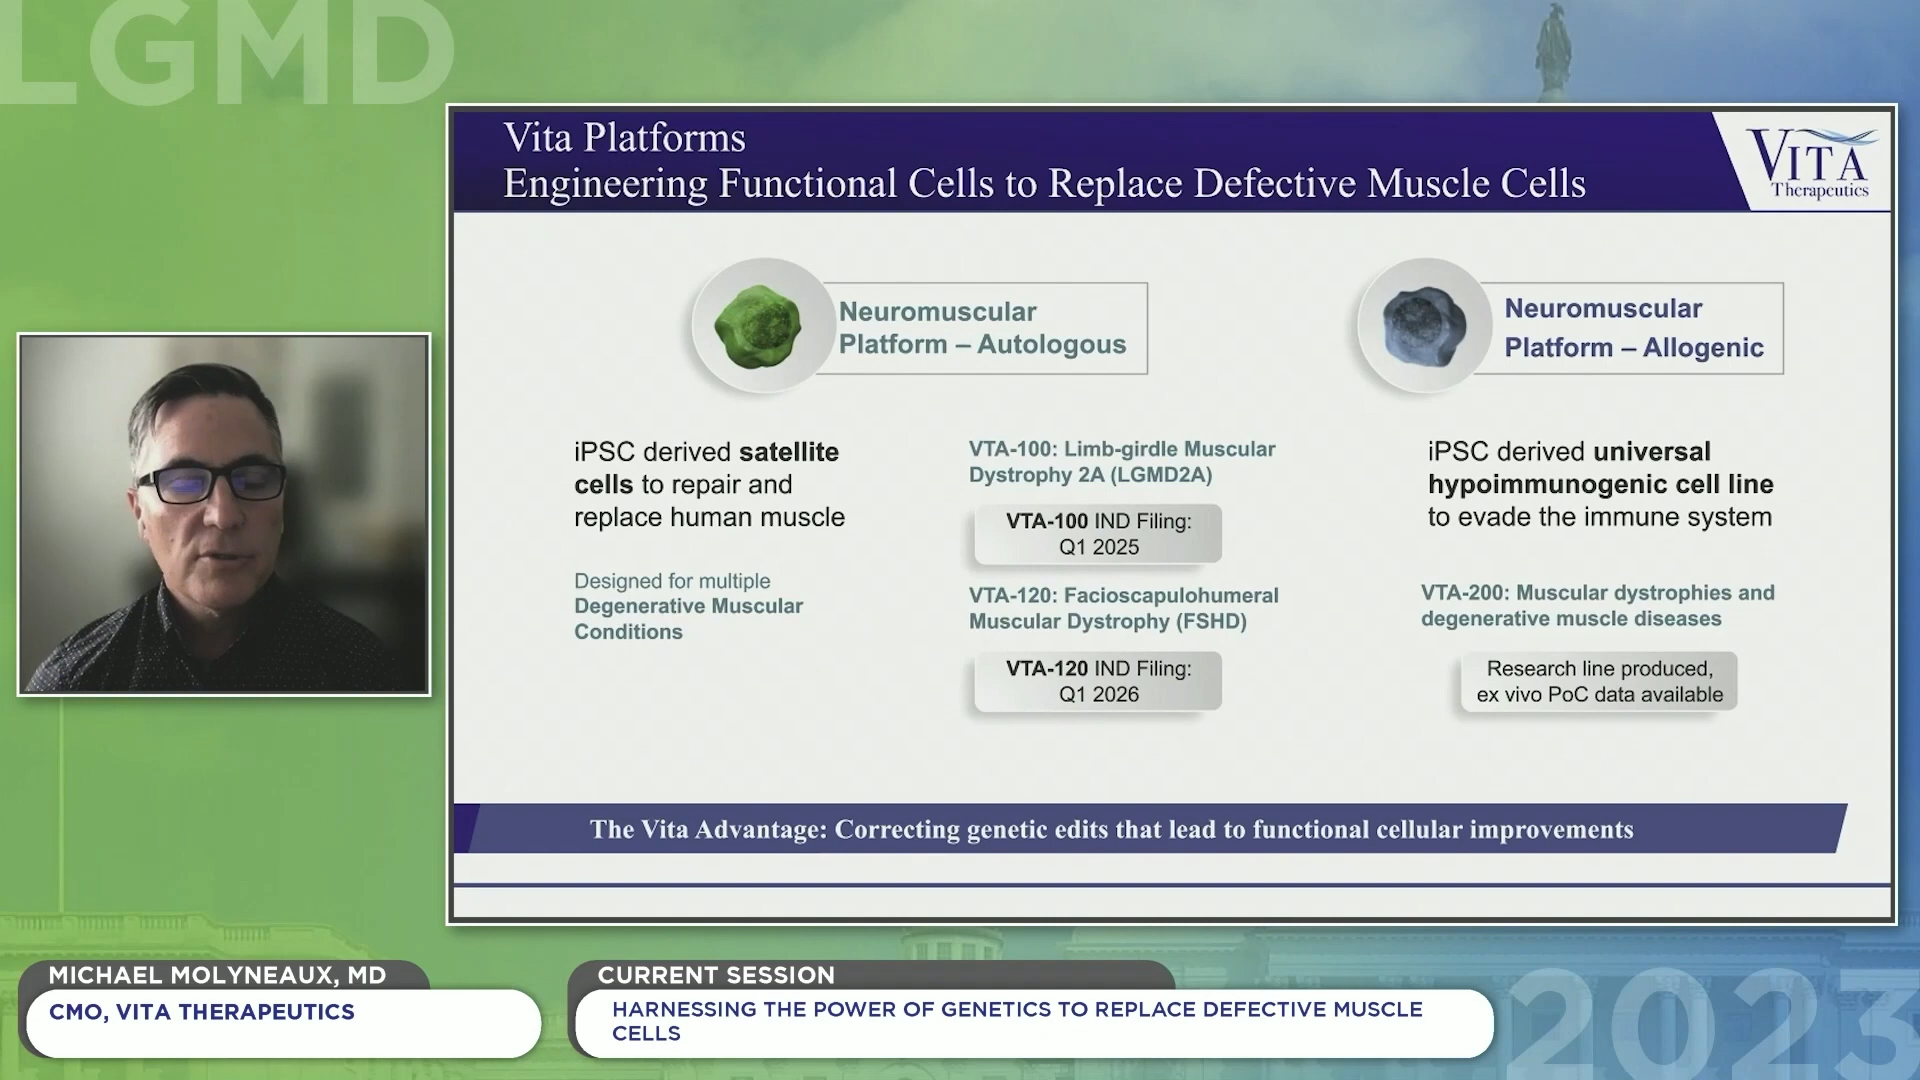 LGMD
Vita Platforms
Engineering Functional Cells to Replace Defective Muscle Cells
VITA
Therapeutics
Neuromuscular
Platform – Autologous
Neuromuscular
Platform – Allogenic
iPSC derived satellite
cells to repair and
replace human muscle
Designed for multiple
Degenerative Muscular
Conditions
VTA-100: Limb-girdle Muscular
Dystrophy 2A (LGMD2A)
VTA-100 IND Filing:
Q1 2025
VTA-120: Facioscapulohumeral
Muscular Dystrophy (FSHD)
VTA-120 IND Filing:
Q1 2026
iPSC derived universal
hypoimmunogenic cell line
to evade the immune system
VTA-200: Muscular dystrophies and
degenerative muscle diseases
Research line produced,
ex vivo PoC data available
The Vita Advantage: Correcting genetic edits that lead to functional cellular improvements
MICHAEL MOLYNEAUX, MD
CMO, VITA THERAPEUTICS
CURRENT SESSION
HARNESSING THE POWER OF GENETICS TO REPLACE DEFECTIVE MUSCLE
CELLS
2023